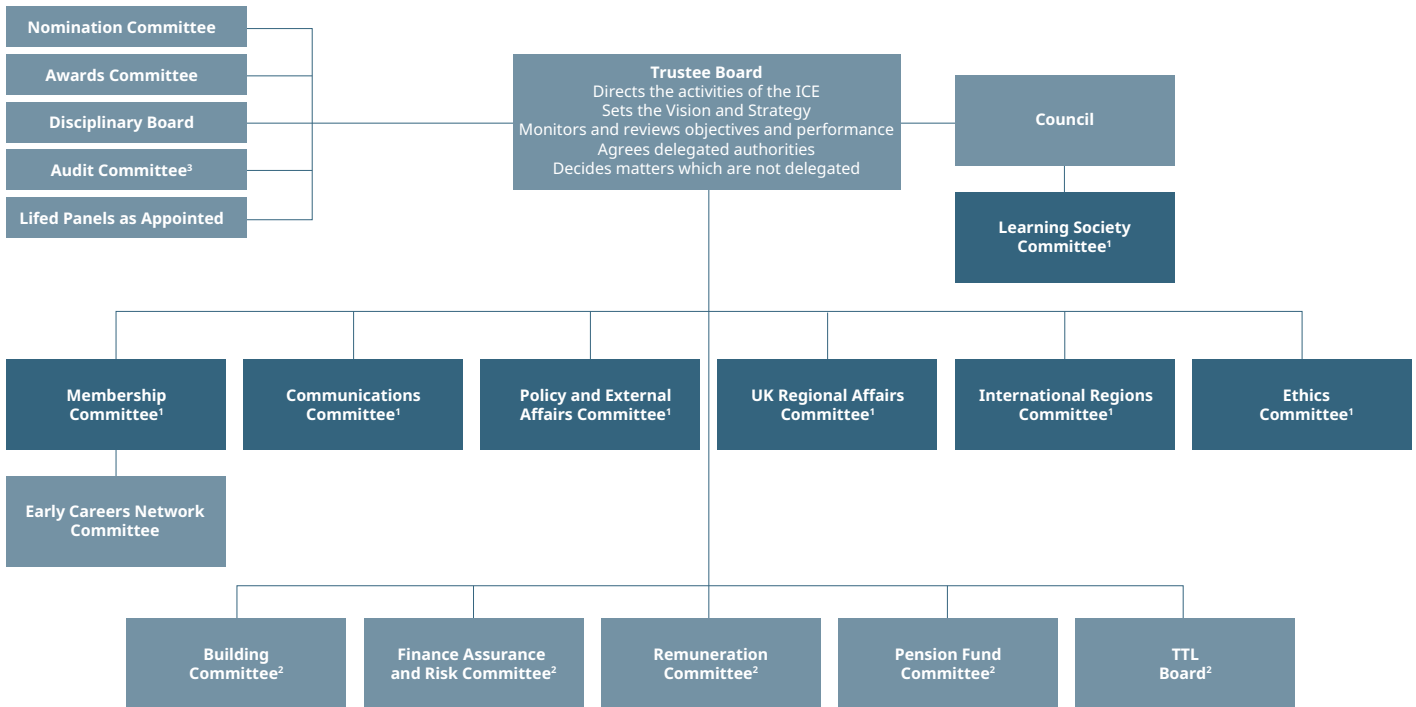 Nomination Committee
Awards Committee
Disciplinary Board
Audit Committee³
Lifed Panels as Appointed
Trustee Board
Directs the activities of the ICE
Sets the Vision and Strategy
Monitors and reviews objectives and performance
Agrees delegated authorities
Decides matters which are not delegated
Council
Learning Society
Committee¹
Membership
Committee¹
Communications
Committee¹
Policy and External
Affairs Committee¹
UK Regional Affairs
Committee¹
International Regions
Committee¹
Ethics
Committee¹
Early Careers Network
Committee
Building
Committee²
Finance Assurance
and Risk Committee²
Remuneration
Committee²
Pension Fund
Committee²
TTL
Board²